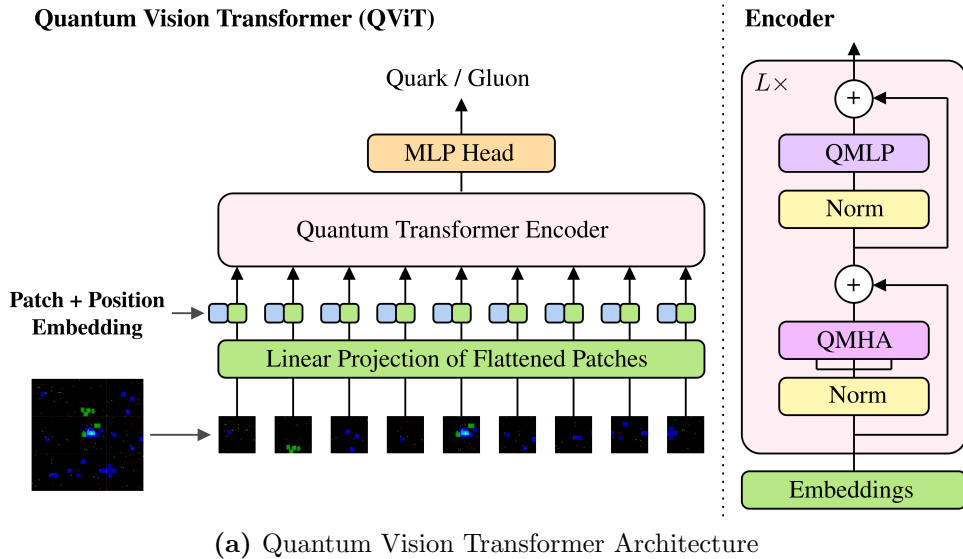 Quantum Vision Transformer (QViT)
Quark / Gluon
MLP Head
Quantum Transformer Encoder
Patch + Position
Embedding
Linear Projection of Flattened Patches
Encoder
L×
+
QMLP
Norm
+
QMHA
Norm
Embeddings
(a) Quantum Vision Transformer Architecture